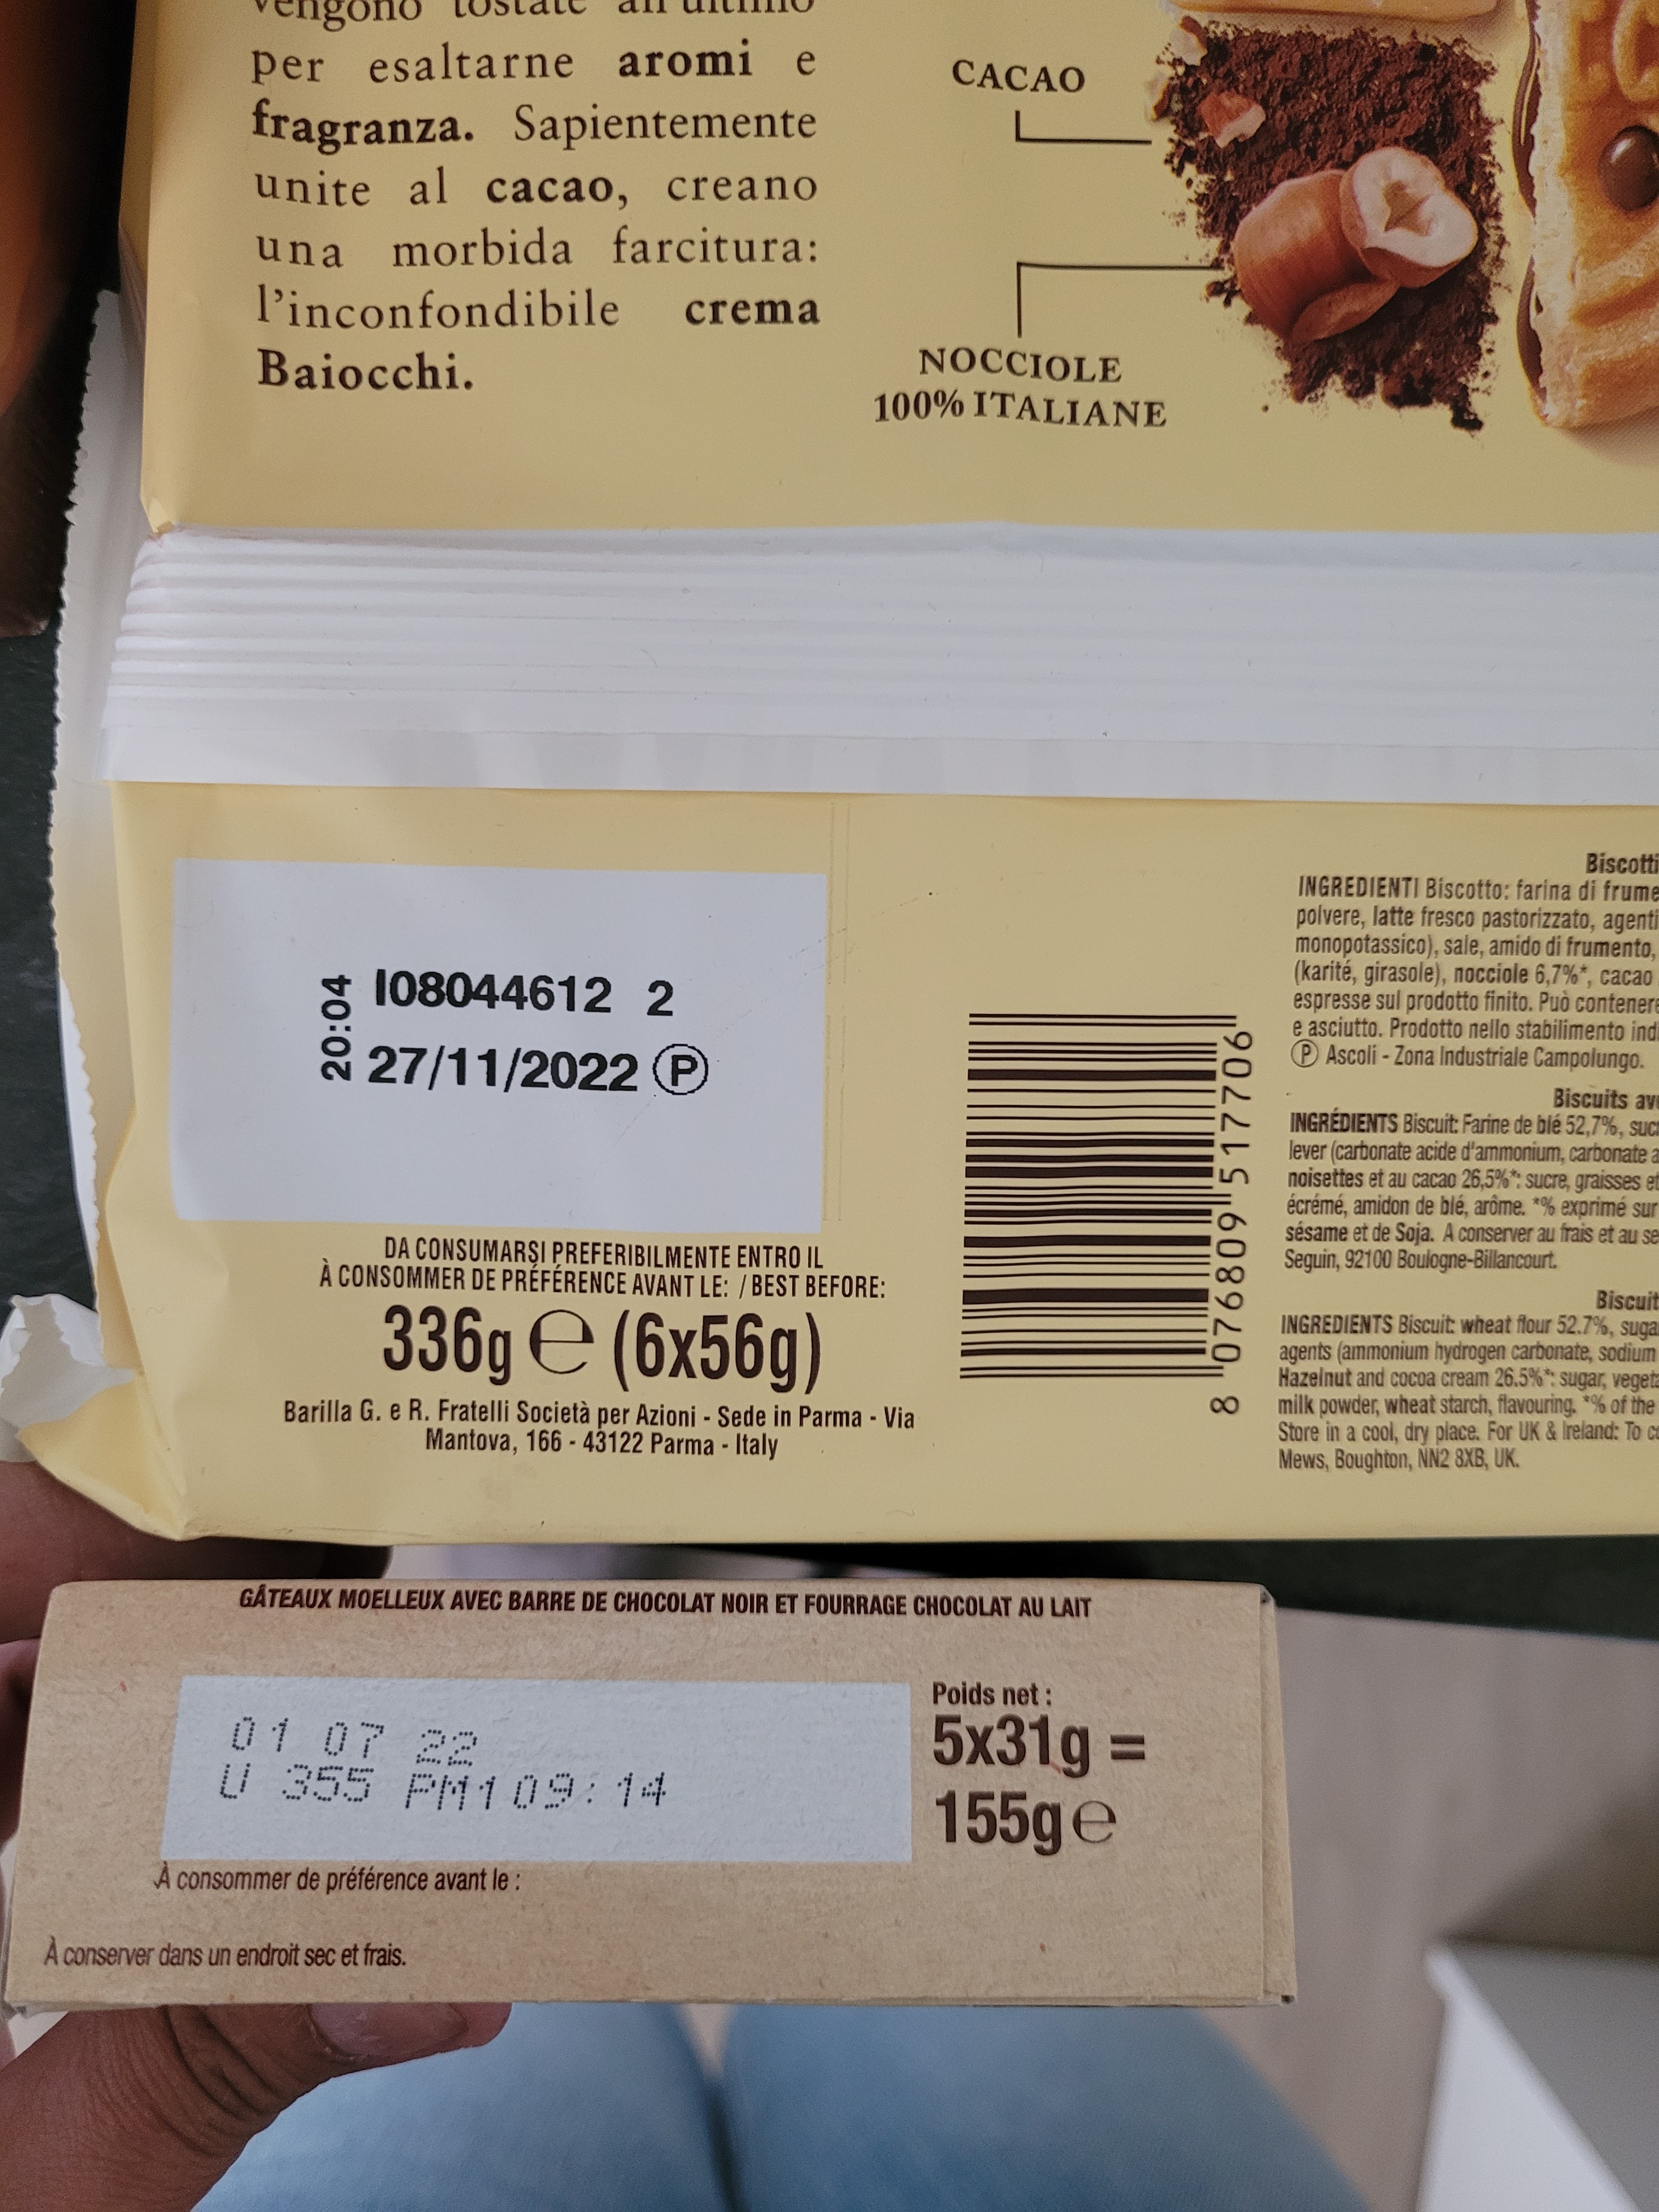 vengono tostate all'ultimo
per esaltarne aromi e
fragranza. Sapientemente
unite al cacao, creano
una morbida farcitura:
l'inconfondibile crema
Baiocchi.
CACAO
NOCCIOLE
100% ITALIANE
20:04
I08044612 2
27/11/2022 P
DA CONSUMARSI PREFERIBILMENTE ENTRO IL
À CONSOMMER DE PRÉFÉRENCE AVANT LE: / BEST BEFORE:
336g e (6x56g)
Barilla G. e R. Fratelli Società per Azioni - Sede in Parma - Via
Mantova, 166 - 43122 Parma - Italy
8 076809 517706
Biscotti
INGREDIENTI Biscotto: farina di frume
polvere, latte fresco pastorizzato, agenti
monopotassico), sale, amido di frumento,
(karité, girasole), nocciole 6,7%*, cacao
espresse sul prodotto finito. Può contenere
e asciutto. Prodotto nello stabilimento ind
P Ascoli - Zona Industriale Campolungo.
Biscuits ave
INGRÉDIENTS Biscuit: Farine de blé 52,7%, suc
lever (carbonate acide d'ammonium, carbonate a
noisettes et au cacao 26,5%*: sucre, graisses et
écrémé, amidon de blé, arôme. *% exprimé sur
sésame et de Soja. A conserver au frais et au se
Seguin, 92100 Boulogne-Billancourt.
Biscuit
INGREDIENTS Biscuit: wheat flour 52.7%, suga
agents (ammonium hydrogen carbonate, sodium
Hazelnut and cocoa cream 26.5%*: sugar, vegeta
milk powder, wheat starch, flavouring. *% of the
Store in a cool, dry place. For UK & Ireland: To co
Mews, Boughton, NN2 8XB, UK.
GÂTEAUX MOELLEUX AVEC BARRE DE CHOCOLAT NOIR ET FOURRAGE CHOCOLAT AU LAIT
01 07 22
U 355 PM1 09:14
Poids net :
5x31g =
155g e
À consommer de préférence avant le :
À conserver dans un endroit sec et frais.